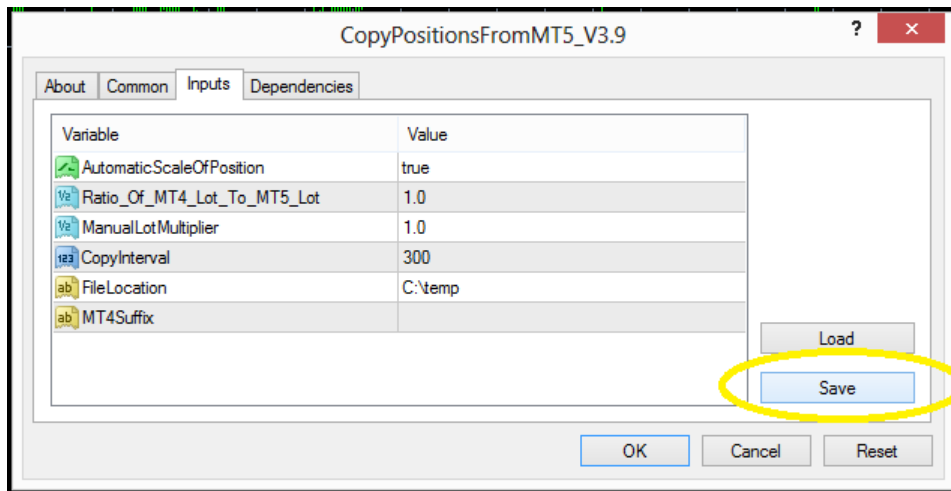 CopyPositionsFromMT5_V3.9
?
About Common Inputs Dependencies
Variable Value
AutomaticScaleOfPosition true
Ratio_Of_MT4_Lot_To_MT5_Lot 1.0
ManualLotMultiplier 1.0
CopyInterval 300
FileLocation C:\temp
MT4Suffix
Load
Save
OK Cancel Reset